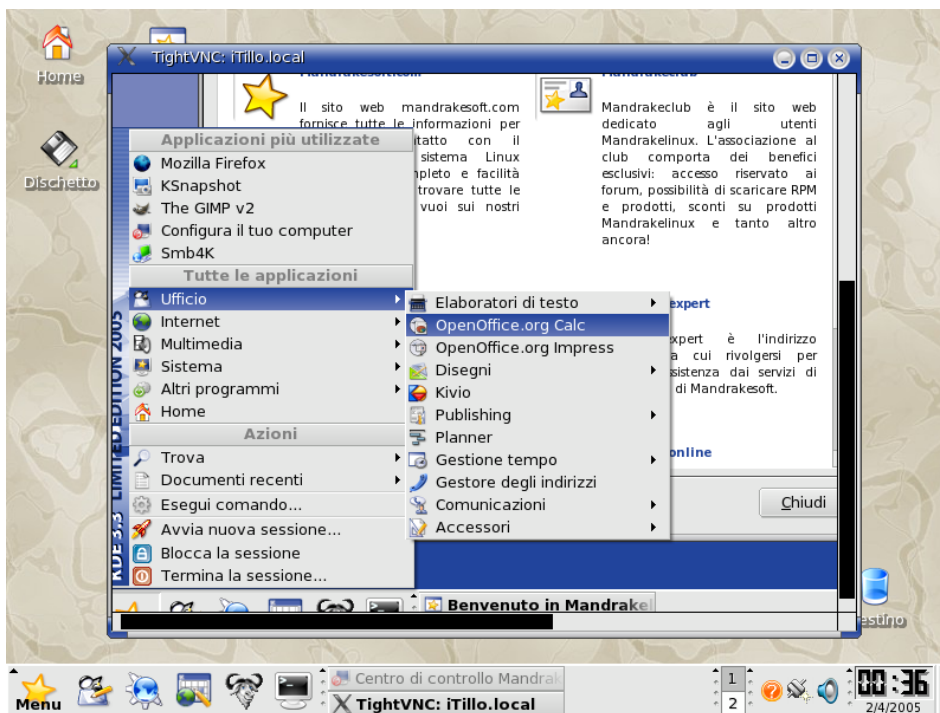 Home
Dischetto
TightVNC: iTillo.local
Il sito web mandrakesoft.com
fornisce tutte le informazioni per
tatto con il
sistema Linux
pleto e facilità
trovare tutte le
vuoi sui nostri
Mandrakeclub è il sito web
dedicato agli utenti
Mandrakelinux. L'associazione al
club comporta dei benefici
esclusivi: accesso riservato ai
forum, possibilità di scaricare RPM
e prodotti, sconti su prodotti
Mandrakelinux e tanto altro
ancora!
expert
xpert è l'indirizzo
a cui rivolgersi per
sistenza dai servizi di
di Mandrakesoft.
online
Chiudi
KDE 3.3 LIMITED EDITION 2005
Applicazioni più utilizzate
Mozilla Firefox
KSnapshot
The GIMP v2
Configura il tuo computer
Smb4K
Tutte le applicazioni
Ufficio
Internet
Multimedia
Sistema
Altri programmi
Home
Azioni
Trova
Documenti recenti
Esegui comando...
Avvia nuova sessione...
Blocca la sessione
Termina la sessione...
Elaboratori di testo
OpenOffice.org Calc
OpenOffice.org Impress
Disegni
Kivio
Publishing
Planner
Gestione tempo
Gestore degli indirizzi
Comunicazioni
Accessori
Benvenuto in Mandrakel
estino
Menu
Centro di controllo Mandrak
TightVNC: iTillo.local
1
2
00:36
2/4/2005